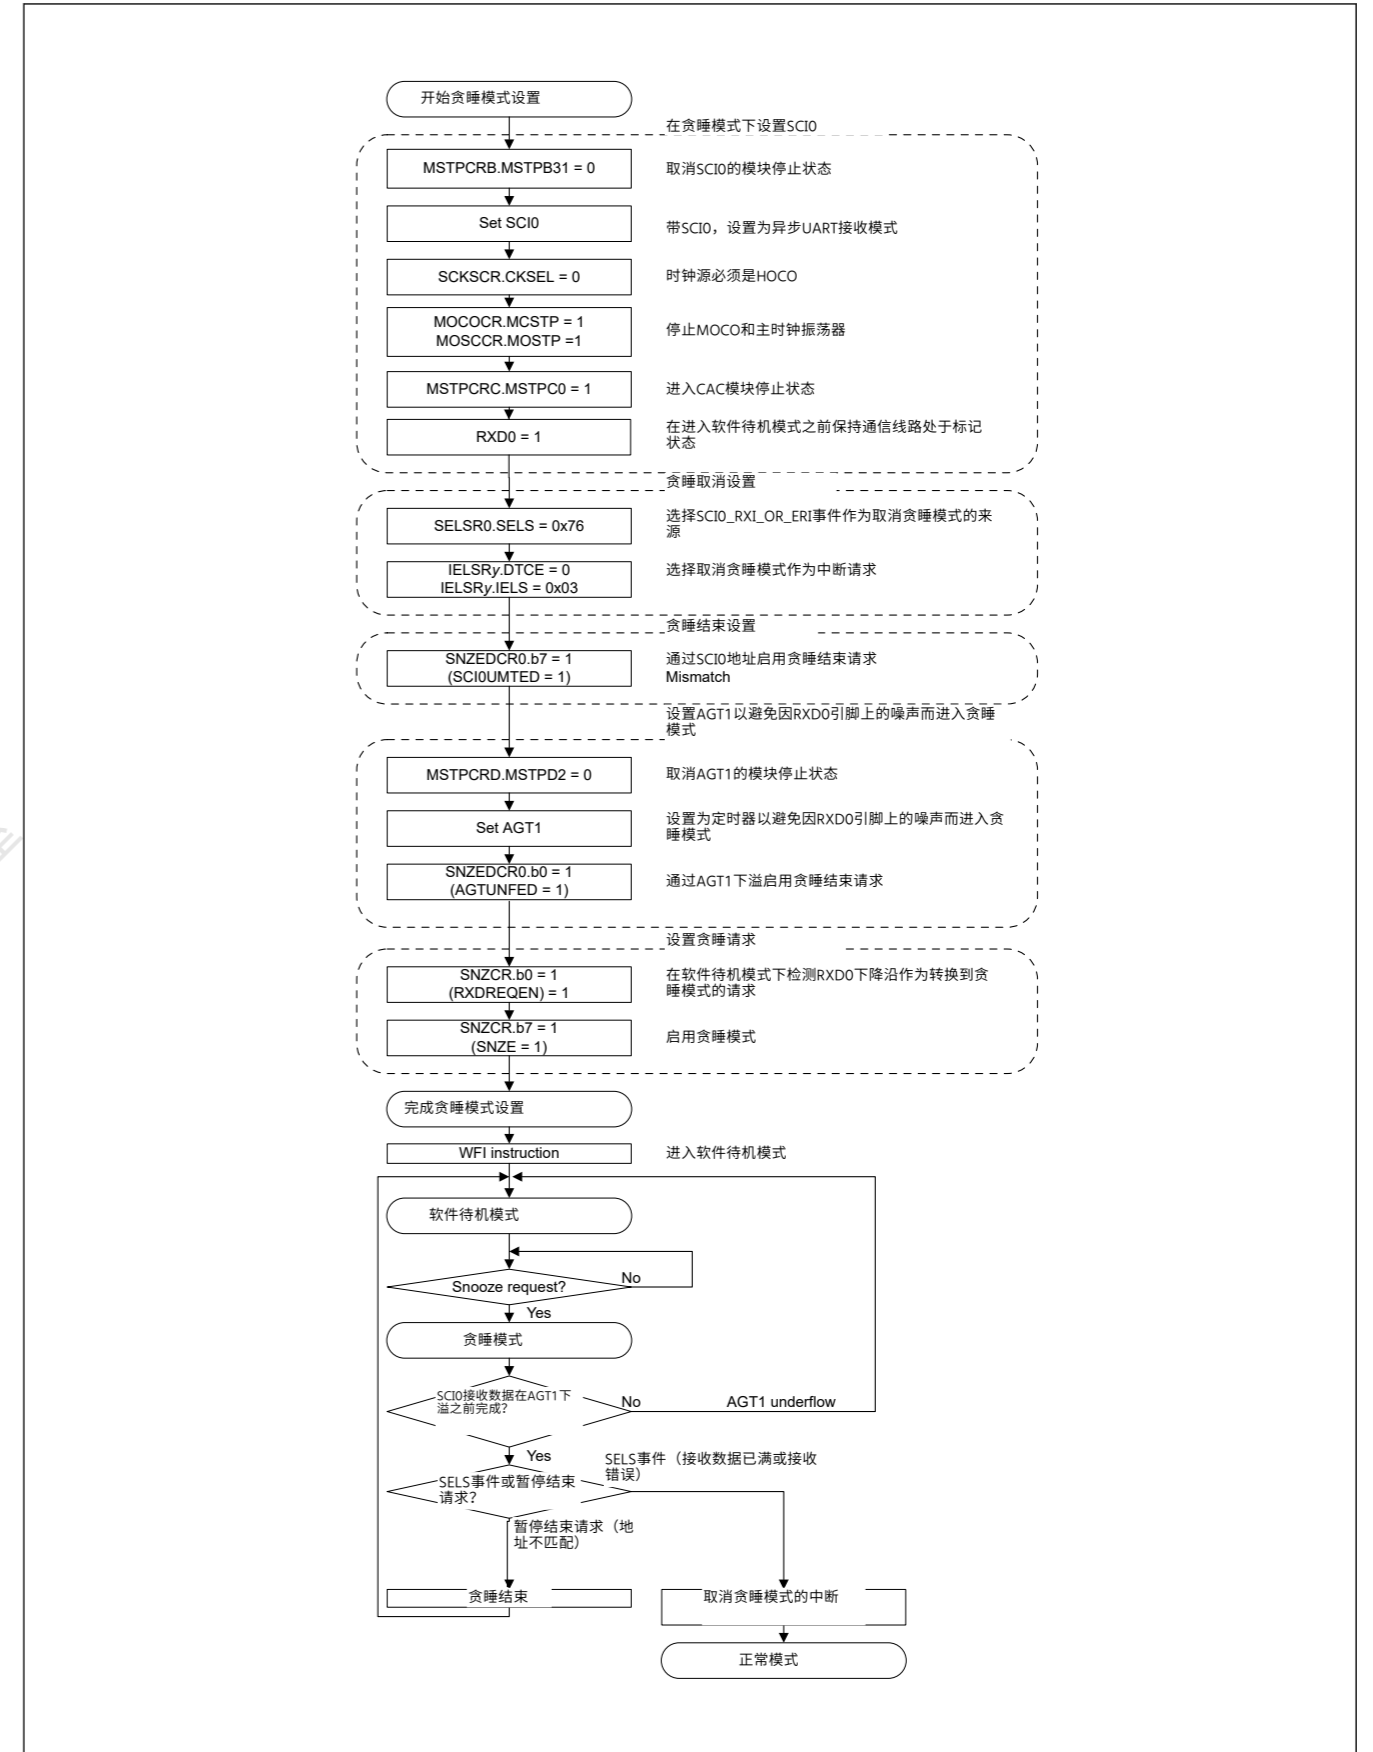 开始贪睡模式设置
在贪睡模式下设置SCI0
MSTPCRB.MSTPB31 = 0
取消SCI0的模块停止状态
Set SCI0
带SCI0，设置为异步UART接收模式
SCKSCR.CKSEL = 0
时钟源必须是HOCO
MOCOCR.MCSTP = 1
MOSCCR.MOSTP =1
停止MOCO和主时钟振荡器
MSTPCRC.MSTPC0 = 1
进入CAC模块停止状态
RXD0 = 1
在进入软件待机模式之前保持通信线路处于标记
状态
贪睡取消设置
SELSR0.SELS = 0x76
选择SCI0_RXI_OR_ERI事件作为取消贪睡模式的来
源
IELSRy.DTCE = 0
IELSRy.IELS = 0x03
选择取消贪睡模式作为中断请求
贪睡结束设置
SNZEDCR0.b7 = 1
(SCI0UMTED = 1)
通过SCI0地址启用贪睡结束请求
Mismatch
设置AGT1以避免因RXD0引脚上的噪声而进入贪睡
模式
MSTPCRD.MSTPD2 = 0
取消AGT1的模块停止状态
Set AGT1
设置为定时器以避免因RXD0引脚上的噪声而进入贪
睡模式
SNZEDCR0.b0 = 1
(AGTUNFED = 1)
通过AGT1下溢启用贪睡结束请求
设置贪睡请求
SNZCR.b0 = 1
(RXDREQEN) = 1
在软件待机模式下检测RXD0下降沿作为转换到贪
睡模式的请求
SNZCR.b7 = 1
(SNZE = 1)
启用贪睡模式
完成贪睡模式设置
WFI instruction
进入软件待机模式
软件待机模式
Snooze request?
No
Yes
贪睡模式
SCI0接收数据在AGT1下
溢之前完成？
No
AGT1 underflow
Yes
SELS事件（接收数据已满或接收
错误）
SELS事件或暂停结束
请求？
暂停结束请求（地
址不匹配）
贪睡结束
取消贪睡模式的中断
正常模式